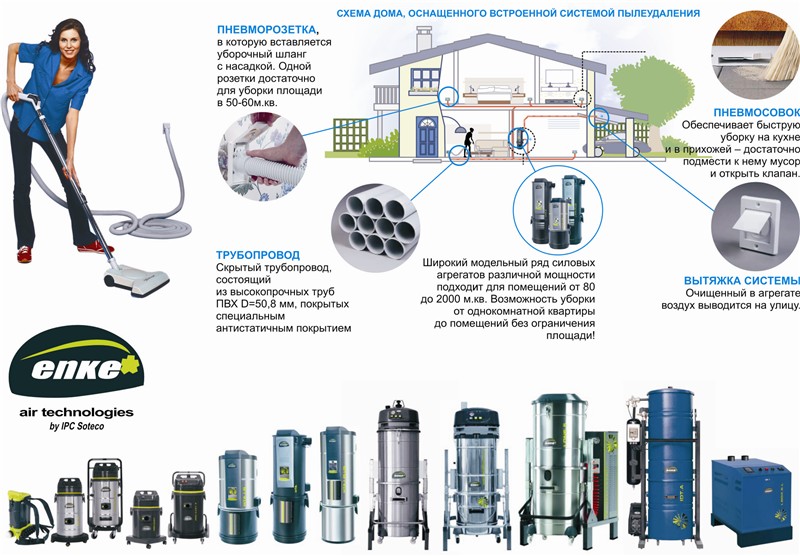 СХЕМА ДОМА, ОСНАЩЕННОГО ВСТРОЕННОЙ СИСТЕМОЙ ПЫЛЕУДАЛЕНИЯ
ПНЕВМОРОЗЕТКА,
в которую вставляется
уборочный шланг
с насадкой. Одной
розетки достаточно
для уборки площади
в 50-60м.кв.
ПНЕВМОСОВОК
Обеспечивает быструю
уборку на кухне
и в прихожей – достаточно
подмести к нему мусор
и открыть клапан.
ТРУБОПРОВОД
Скрытый трубопровод,
состоящий
из высокопрочных труб
ПВХ D=50,8 мм, покрытых
специальным
антистатичным покрытием
Широкий модельный ряд силовых
агрегатов различной мощности
подходит для помещений от 80
до 2000 м.кв. Возможность уборки
от однокомнатной квартиры
до помещений без ограничения
площади!
ВЫТЯЖКА СИСТЕМЫ
Очищенный в агрегате
воздух выводится на улицу.
enke
air technologies
by IPC Soteco